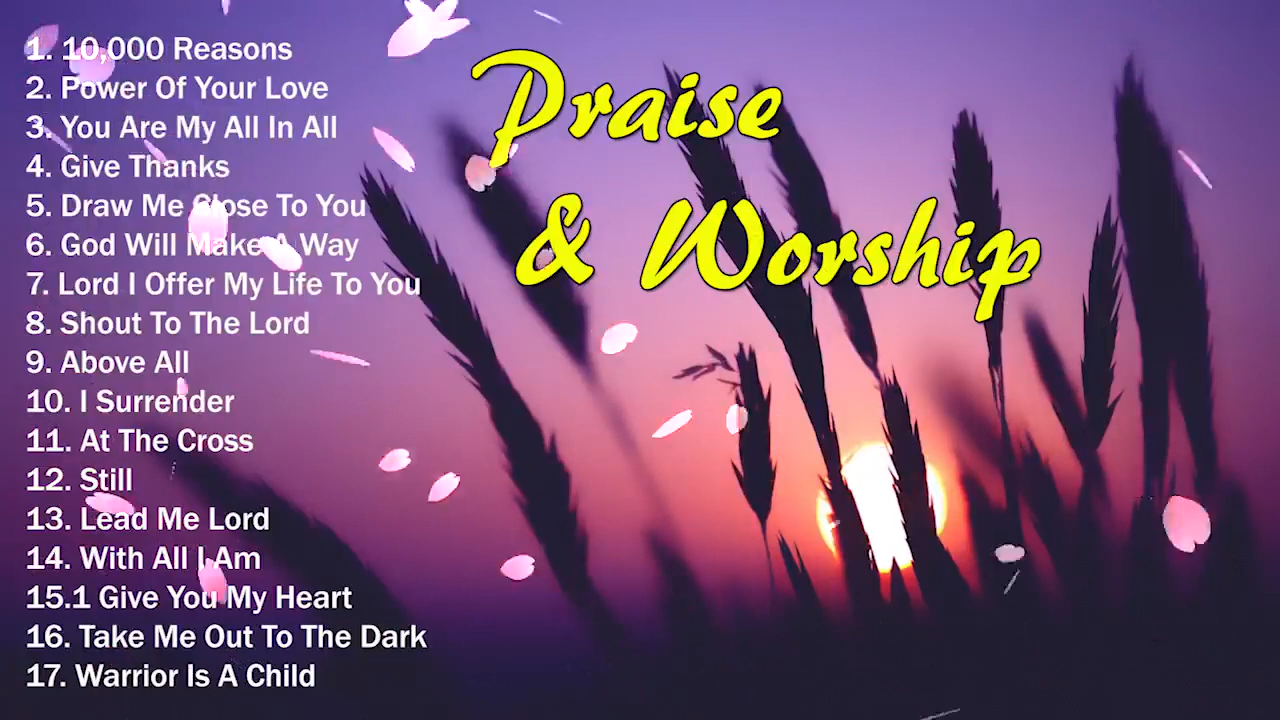 1. 10,000 Reasons
2. Power Of Your Love
3. You Are My All In All
4. Give Thanks
5. Draw Me Close To You
6. God Will Make A Way
7. Lord I Offer My Life To You
8. Shout To The Lord
9. Above All
10. I Surrender
11. At The Cross
12. Still
13. Lead Me Lord
14. With All I Am
15.1 Give You My Heart
16. Take Me Out To The Dark
17. Warrior Is A Child
Praise
& Worship